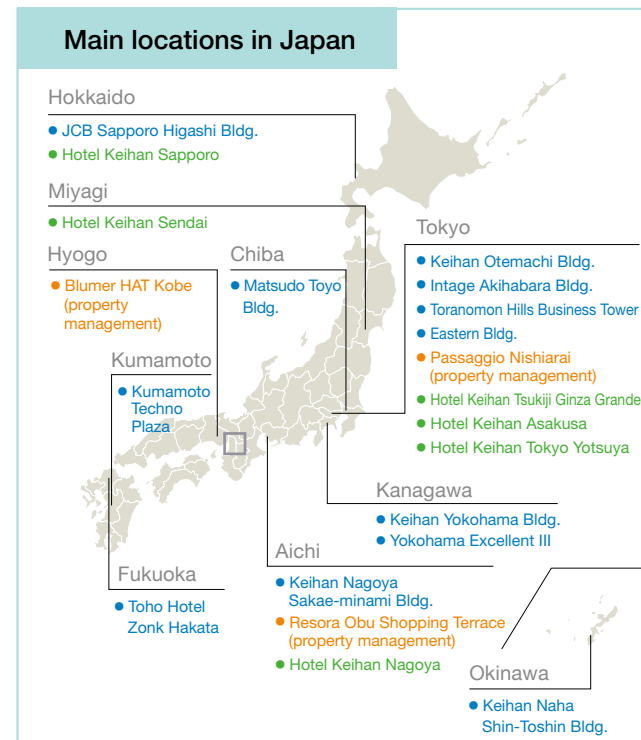 Main locations in Japan
Hokkaido
● JCB Sapporo Higashi Bldg.
● Hotel Keihan Sapporo
Miyagi
● Hotel Keihan Sendai
Hyogo
● Blumer HAT Kobe
(property
management)
Chiba
● Matsudo Toyo
Bldg.
Tokyo
● Keihan Otemachi Bldg.
● Intage Akihabara Bldg.
● Toranomon Hills Business Tower
● Eastern Bldg.
● Passaggio Nishiarai
(property management)
● Hotel Keihan Tsukiji Ginza Grande
● Hotel Keihan Asakusa
● Hotel Keihan Tokyo Yotsuya
Kumamoto
● Kumamoto
Techno
Plaza
Kanagawa
● Keihan Yokohama Bldg.
● Yokohama Excellent III
Fukuoka
● Toho Hotel
Zonk Hakata
Aichi
● Keihan Nagoya
Sakae-minami Bldg.
● Resora Obu Shopping Terrace
(property management)
● Hotel Keihan Nagoya
Okinawa
● Keihan Naha
Shin-Toshin Bldg.